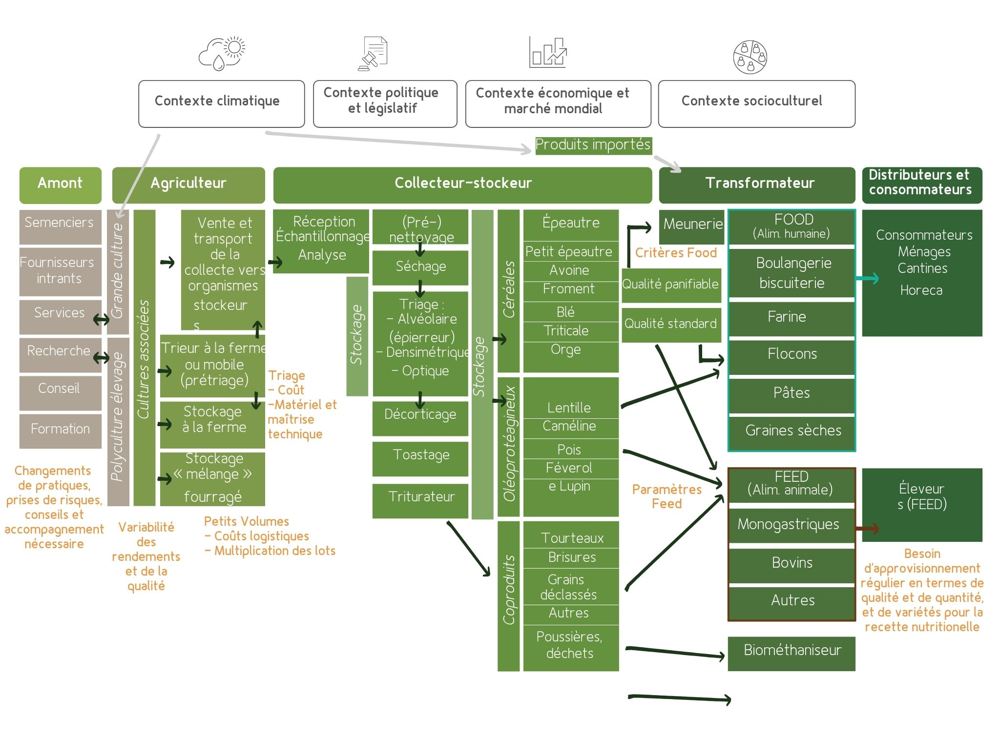 Contexte climatique
Contexte politique
et législatif
Contexte économique et
marché mondial
Contexte socioculturel
Produits importés
Amont
Agriculteur
Collecteur-stockeur
Transformateur
Distributeurs et
consommateurs
Semenciers
Fournisseurs
intrants
Services
Recherche
Conseil
Formation
Changements
de pratiques,
prises de risques,
conseils et
accompagnement
nécessaire
Grande culture
Polyculture élevage
Cultures associées
Vente et
transport
de la
collecte vers
organismes
stockeur
s
Trieur à la ferme
ou mobile
(prétriage)
Stockage
à la ferme
Stockage
« mélange »
fourragé
Variabilité
des
rendements
et de la
qualité
Petits Volumes
- Coûts logistiques
- Multiplication des lots
Triage
- Coût
-Matériel et
maîtrise
technique
Réception
Échantillonnage
Analyse
Stockage
(Pré-)
nettoyage
Séchage
Triage :
- Alvéolaire
(épierreur)
- Densimétrique
- Optique
Décorticage
Toastage
Triturateur
Stockage
Céréales
Épeautre
Petit épeautre
Avoine
Froment
Blé
Triticale
Orge
Oléoprotéagineux
Lentille
Caméline
Pois
Féverol
e Lupin
Coproduits
Tourteaux
Brisures
Grains
déclassés
Autres
Poussières,
déchets
Meunerie
Critères Food
Qualité panifiable
Qualité standard
Paramètres
Feed
FOOD
(Alim. humaine)
Boulangerie
biscuiterie
Farine
Flocons
Pâtes
Graines sèches
FEED
(Alim. animale)
Monogastriques
Bovins
Autres
Biométhaniseur
Consommateurs
Ménages
Cantines
Horeca
Éleveur
s (FEED)
Besoin
d'approvisionnement
régulier en termes de
qualité et de quantité,
et de variétés pour la
recette nutritionelle